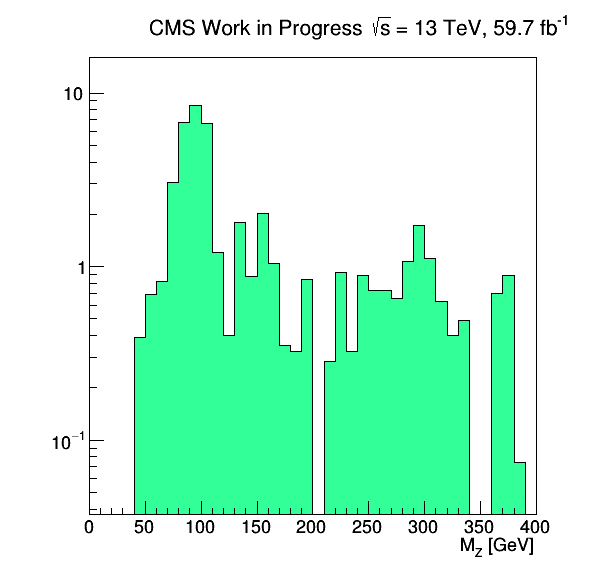 CMS Work in Progress √s = 13 TeV, 59.7 fb⁻¹
10
1
10⁻¹
0 50 100 150 200 250 300 350 400
M_Z [GeV]